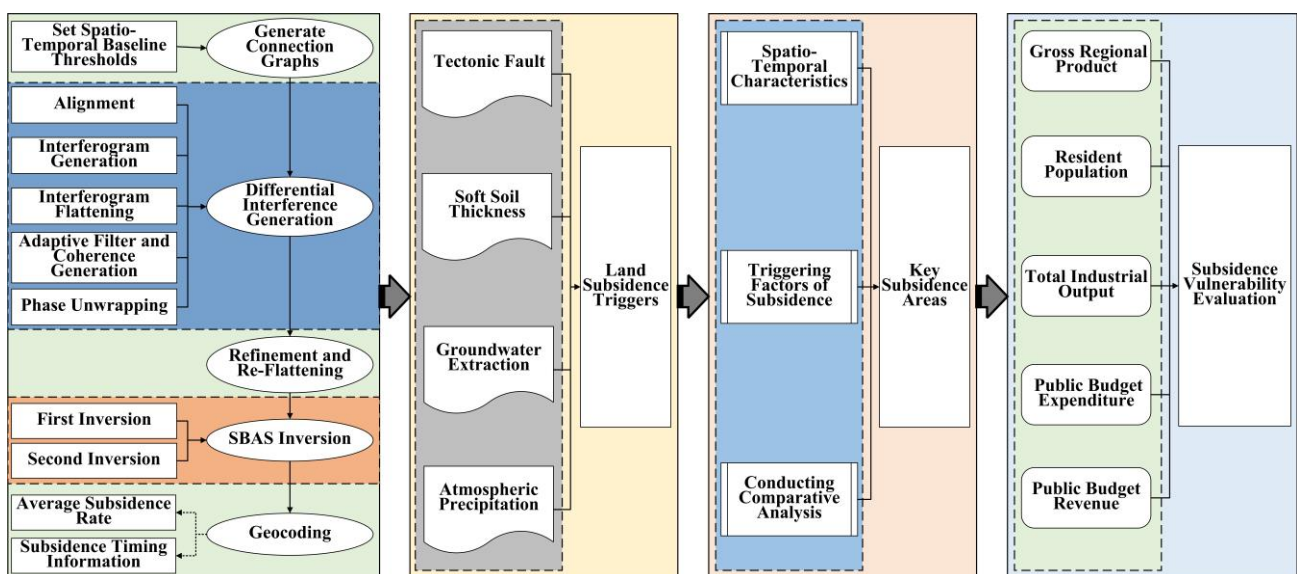 Set Spatio-
Temporal Baseline
Thresholds
Generate
Connection
Graphs
Alignment
Interferogram
Generation
Interferogram
Flattening
Adaptive Filter and
Coherence
Generation
Phase Unwrapping
Differential
Interference
Generation
Refinement and
Re-Flattening
First Inversion
Second Inversion
SBAS Inversion
Average Subsidence
Rate
Subsidence Timing
Information
Geocoding
Tectonic Fault
Soft Soil
Thickness
Groundwater
Extraction
Atmospheric
Precipitation
Land
Subsidence
Triggers
Spatio-
Temporal
Characteristics
Triggering
Factors of
Subsidence
Conducting
Comparative
Analysis
Key
Subsidence
Areas
Gross Regional
Product
Resident
Population
Total Industrial
Output
Public Budget
Expenditure
Public Budget
Revenue
Subsidence
Vulnerability
Evaluation